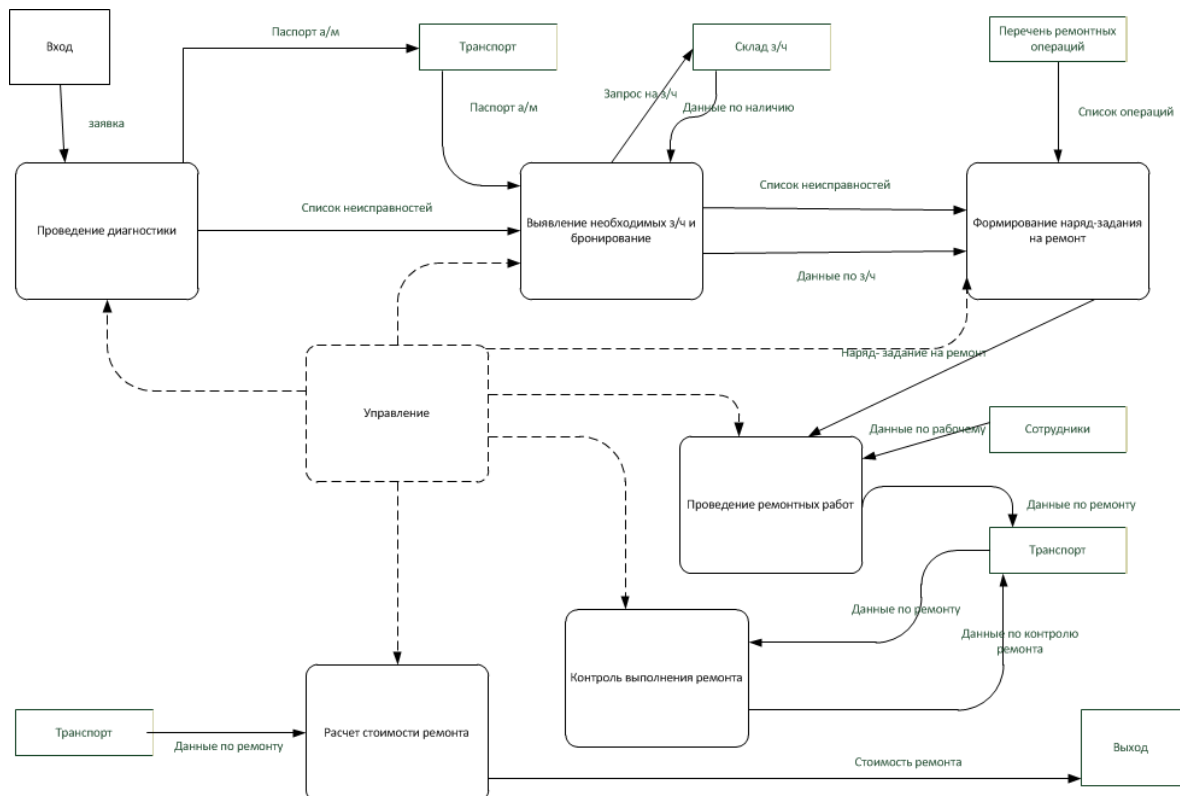 Вход
Паспорт а/м
Транспорт
Склад з/ч
Перечень ремонтных
операций
заявка
Паспорт а/м
Запрос на з/ч
Данные по наличию
Список операций
Проведение диагностики
Список неисправностей
Выявление необходимых з/ч и
бронирование
Список неисправностей
Данные по з/ч
Формирование наряд-задания
на ремонт
Наряд- задание на ремонт
Управление
Данные по рабочему
Сотрудники
Проведение ремонтных работ
Данные по ремонту
Транспорт
Данные по ремонту
Данные по контролю
ремонта
Контроль выполнения ремонта
Транспорт
Данные по ремонту
Расчет стоимости ремонта
Стоимость ремонта
Выход